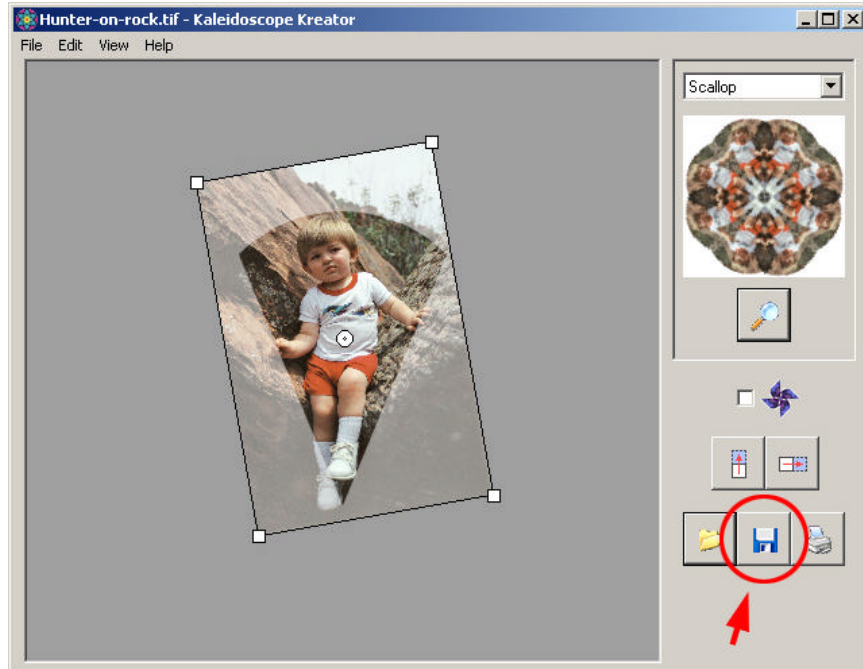 Hunter-on-rock.tif - Kaleidoscope Kreator
File Edit View Help
Scallop